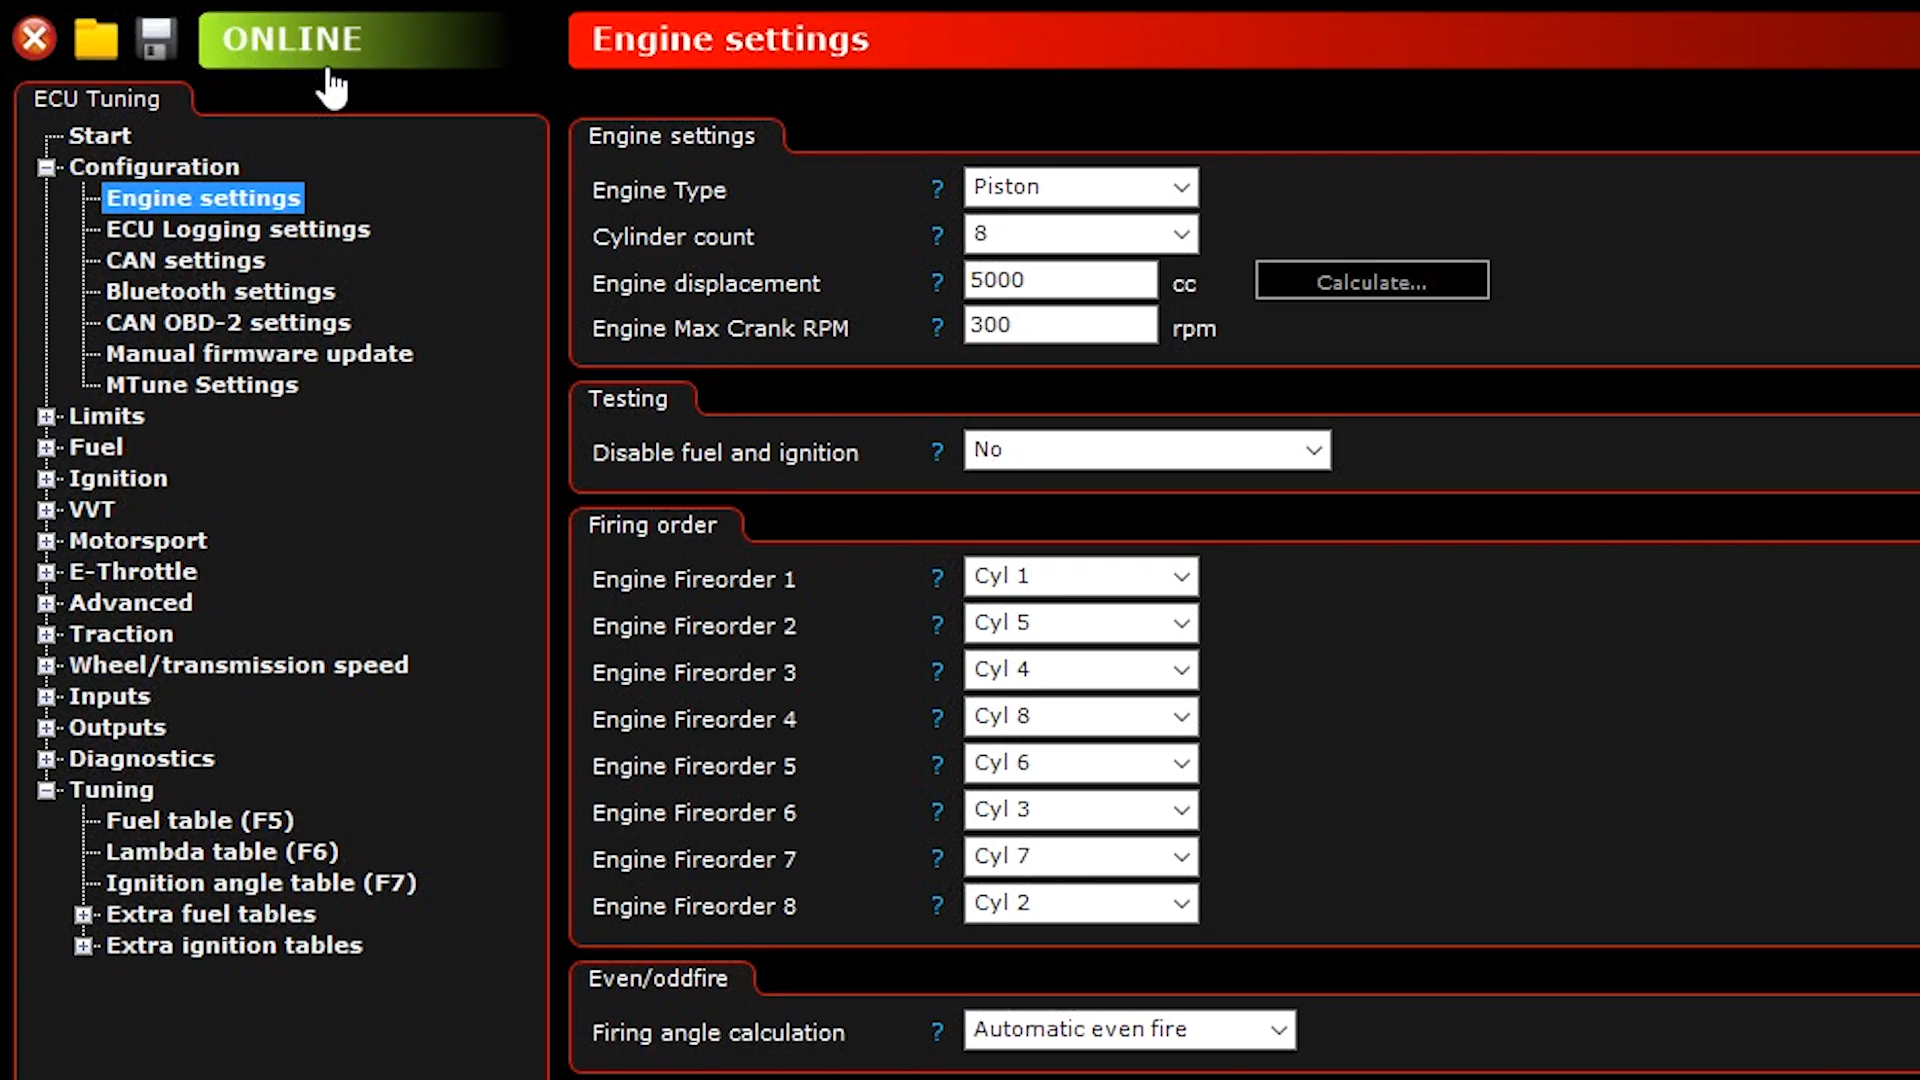 ONLINE
Engine settings
ECU Tuning
Start
Configuration
Engine settings
ECU Logging settings
CAN settings
Bluetooth settings
CAN OBD-2 settings
Manual firmware update
MTune Settings
Limits
Fuel
Ignition
VVT
Motorsport
E-Throttle
Advanced
Traction
Wheel/transmission speed
Inputs
Outputs
Diagnostics
Tuning
Fuel table (F5)
Lambda table (F6)
Ignition angle table (F7)
Extra fuel tables
Extra ignition tables
Engine settings
Engine Type ? Piston
Cylinder count ? 8
Engine displacement ? 5000 cc Calculate...
Engine Max Crank RPM ? 300 rpm
Testing
Disable fuel and ignition ? No
Firing order
Engine Fireorder 1 ? Cyl 1
Engine Fireorder 2 ? Cyl 5
Engine Fireorder 3 ? Cyl 4
Engine Fireorder 4 ? Cyl 8
Engine Fireorder 5 ? Cyl 6
Engine Fireorder 6 ? Cyl 3
Engine Fireorder 7 ? Cyl 7
Engine Fireorder 8 ? Cyl 2
Even/oddfire
Firing angle calculation ? Automatic even fire